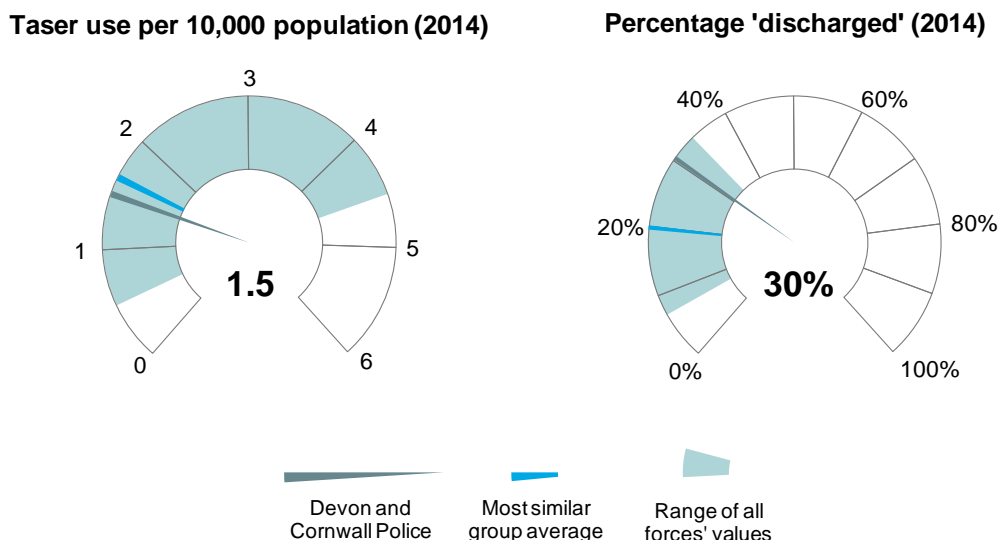 Taser use per 10,000 population (2014)
Percentage 'discharged' (2014)
0
1
2
3
4
5
6
1.5
0%
20%
40%
60%
80%
100%
30%
Devon and
Cornwall Police
Most similar
group average
Range of all
forces' values